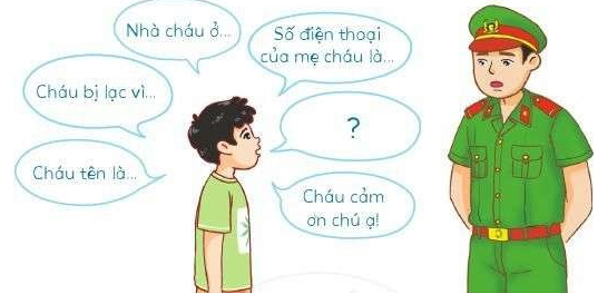 Nhà cháu ở...
Số điện thoại
của mẹ cháu là...
Cháu bị lạc vì...
?
Cháu tên là...
Cháu cảm
ơn chú ạ!